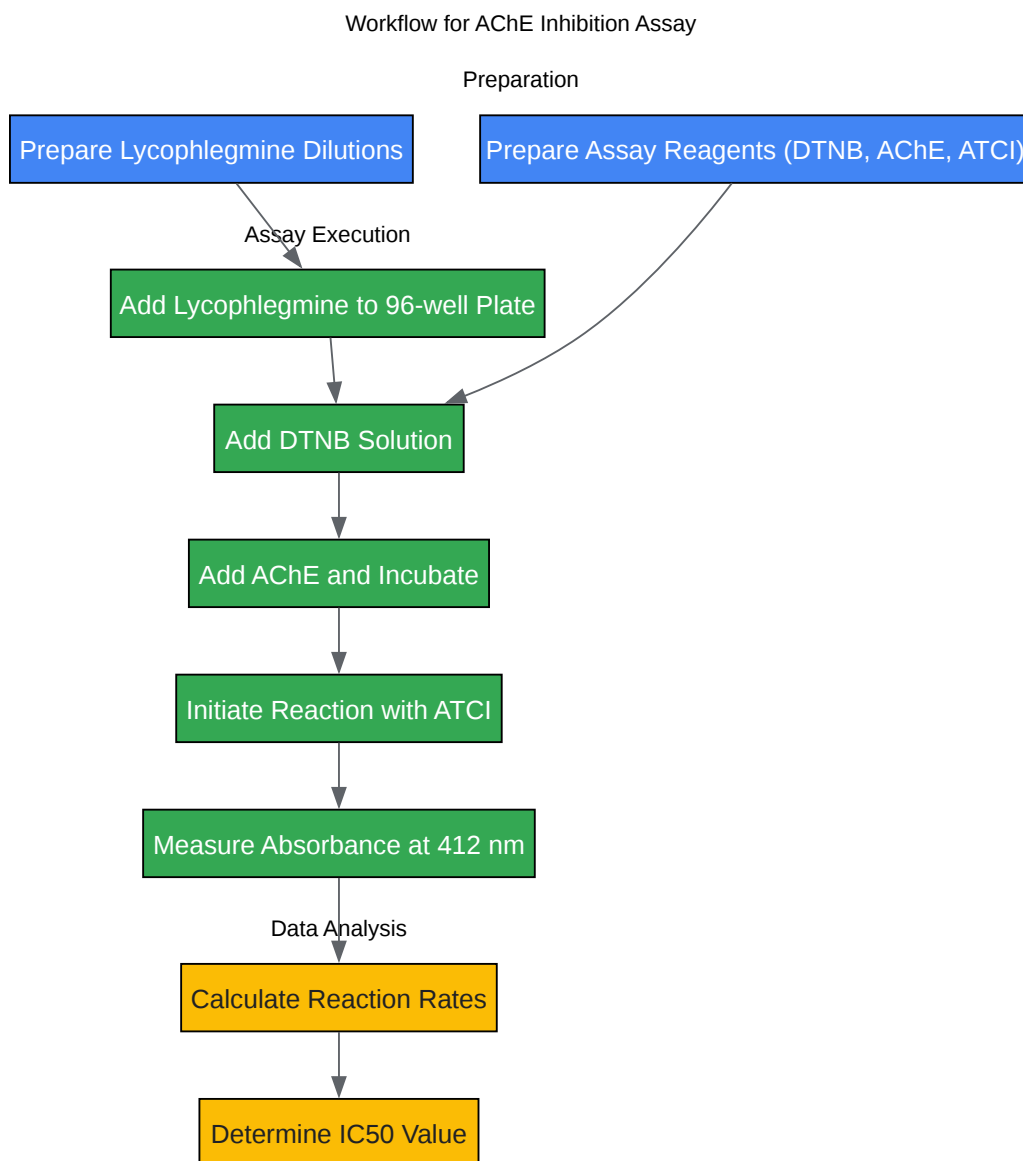 Workflow for AChE Inhibition Assay
Preparation
Prepare Lycophlegmine Dilutions
Prepare Assay Reagents (DTNB, AChE, ATCI)
Assay Execution
Add Lycophlegmine to 96-well Plate
Add DTNB Solution
Add AChE and Incubate
Initiate Reaction with ATCI
Measure Absorbance at 412 nm
Data Analysis
Calculate Reaction Rates
Determine IC50 Value